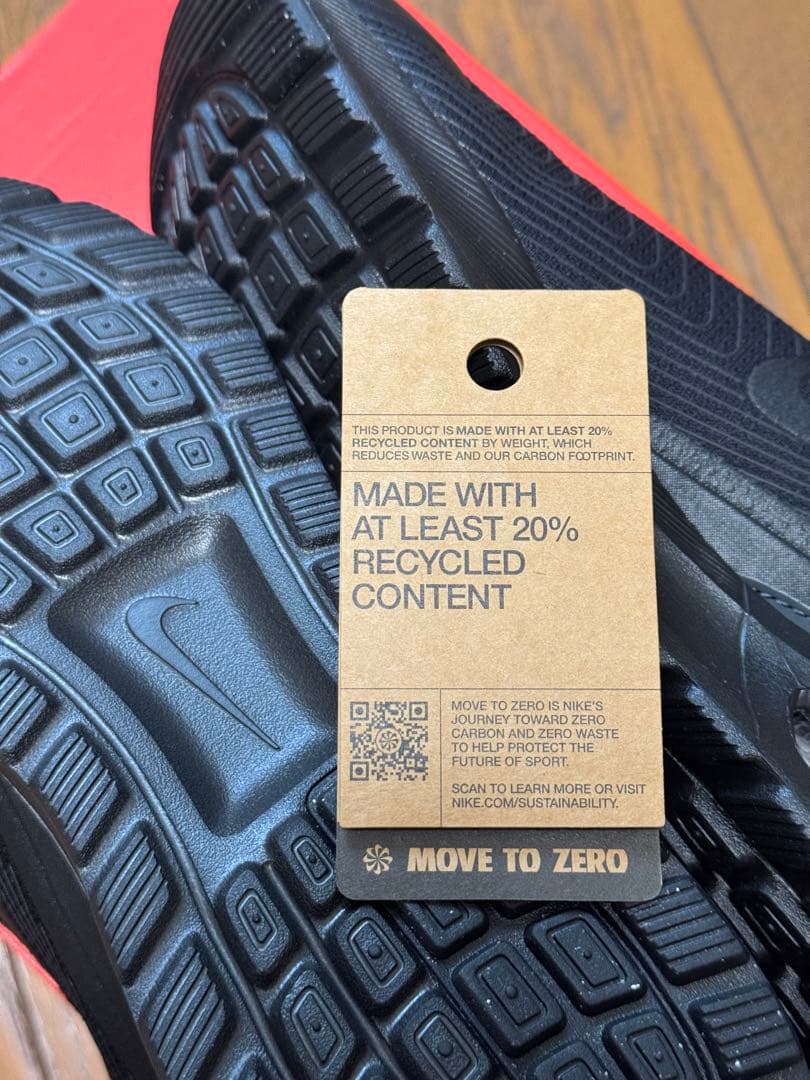 THIS PRODUCT IS MADE WITH AT LEAST 20%
RECYCLED CONTENT BY WEIGHT, WHICH
REDUCES WASTE AND OUR CARBON FOOTPRINT.
MADE WITH
AT LEAST 20%
RECYCLED
CONTENT
MOVE TO ZERO IS NIKE'S
JOURNEY TOWARD ZERO
CARBON AND ZERO WASTE
TO HELP PROTECT THE
FUTURE OF SPORT.
SCAN TO LEARN MORE OR VISIT
NIKE.COM/SUSTAINABILITY.
MOVE TO ZERO